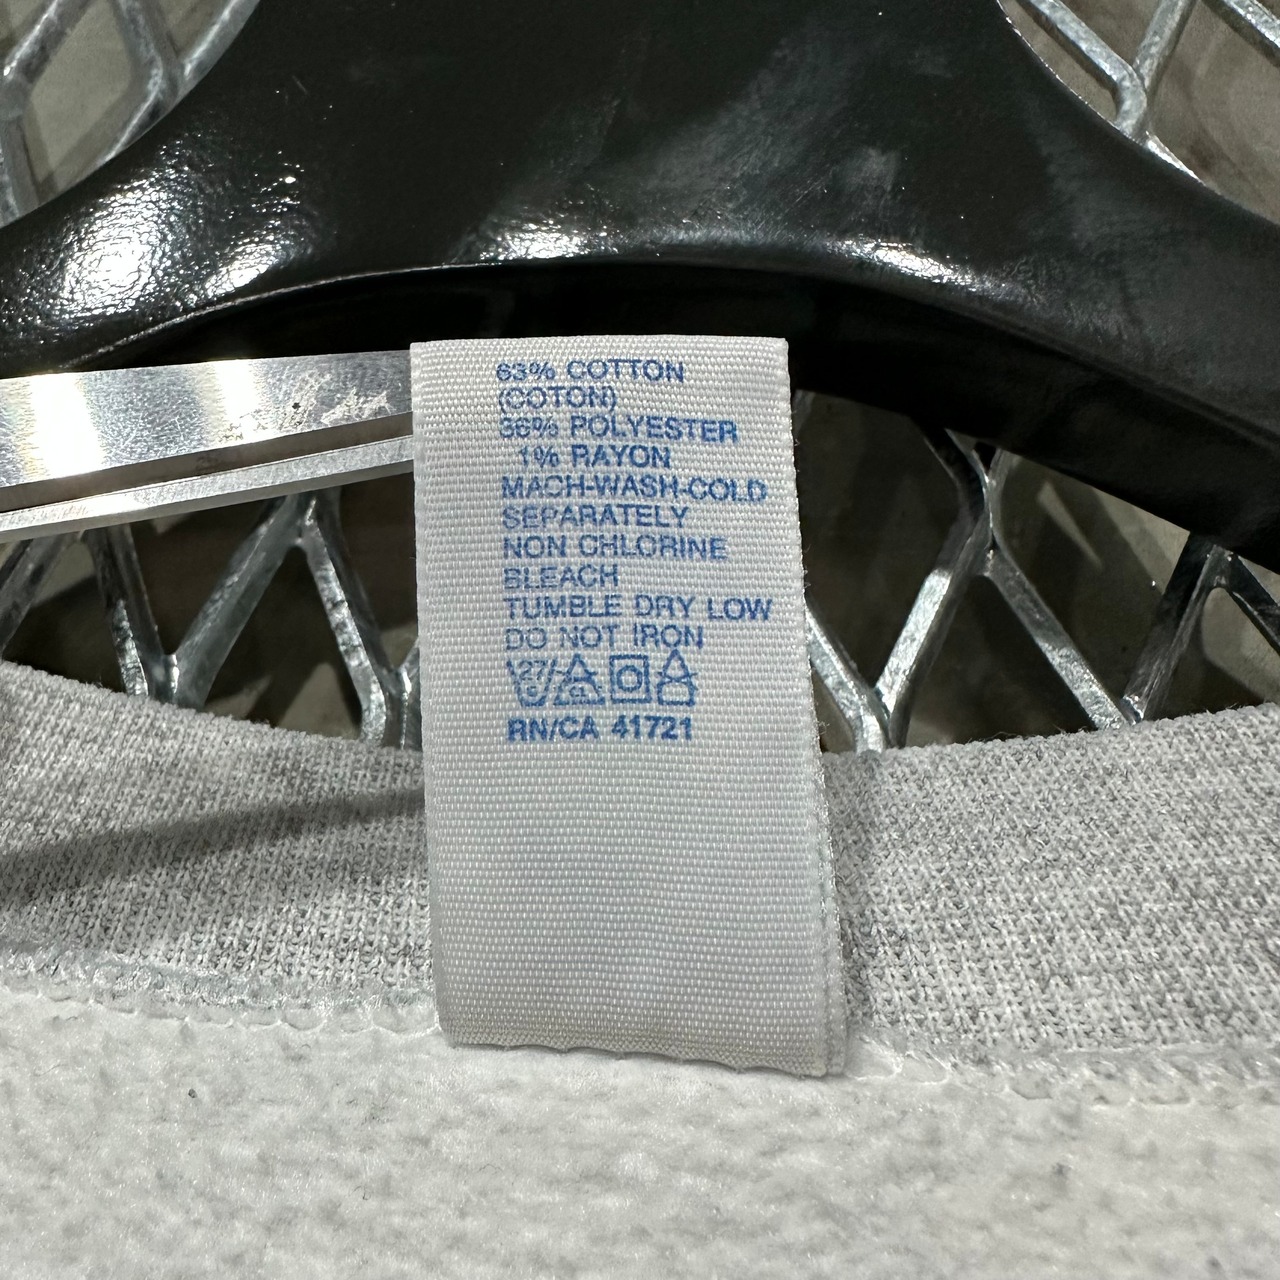 63% COTTON
(COTON)
36% POLYESTER
1% RAYON
MACH-WASH-COLD
SEPARATELY
NON CHLORINE
BLEACH
TUMBLE DRY LOW
DO NOT IRON
CL
RN/CA 41721